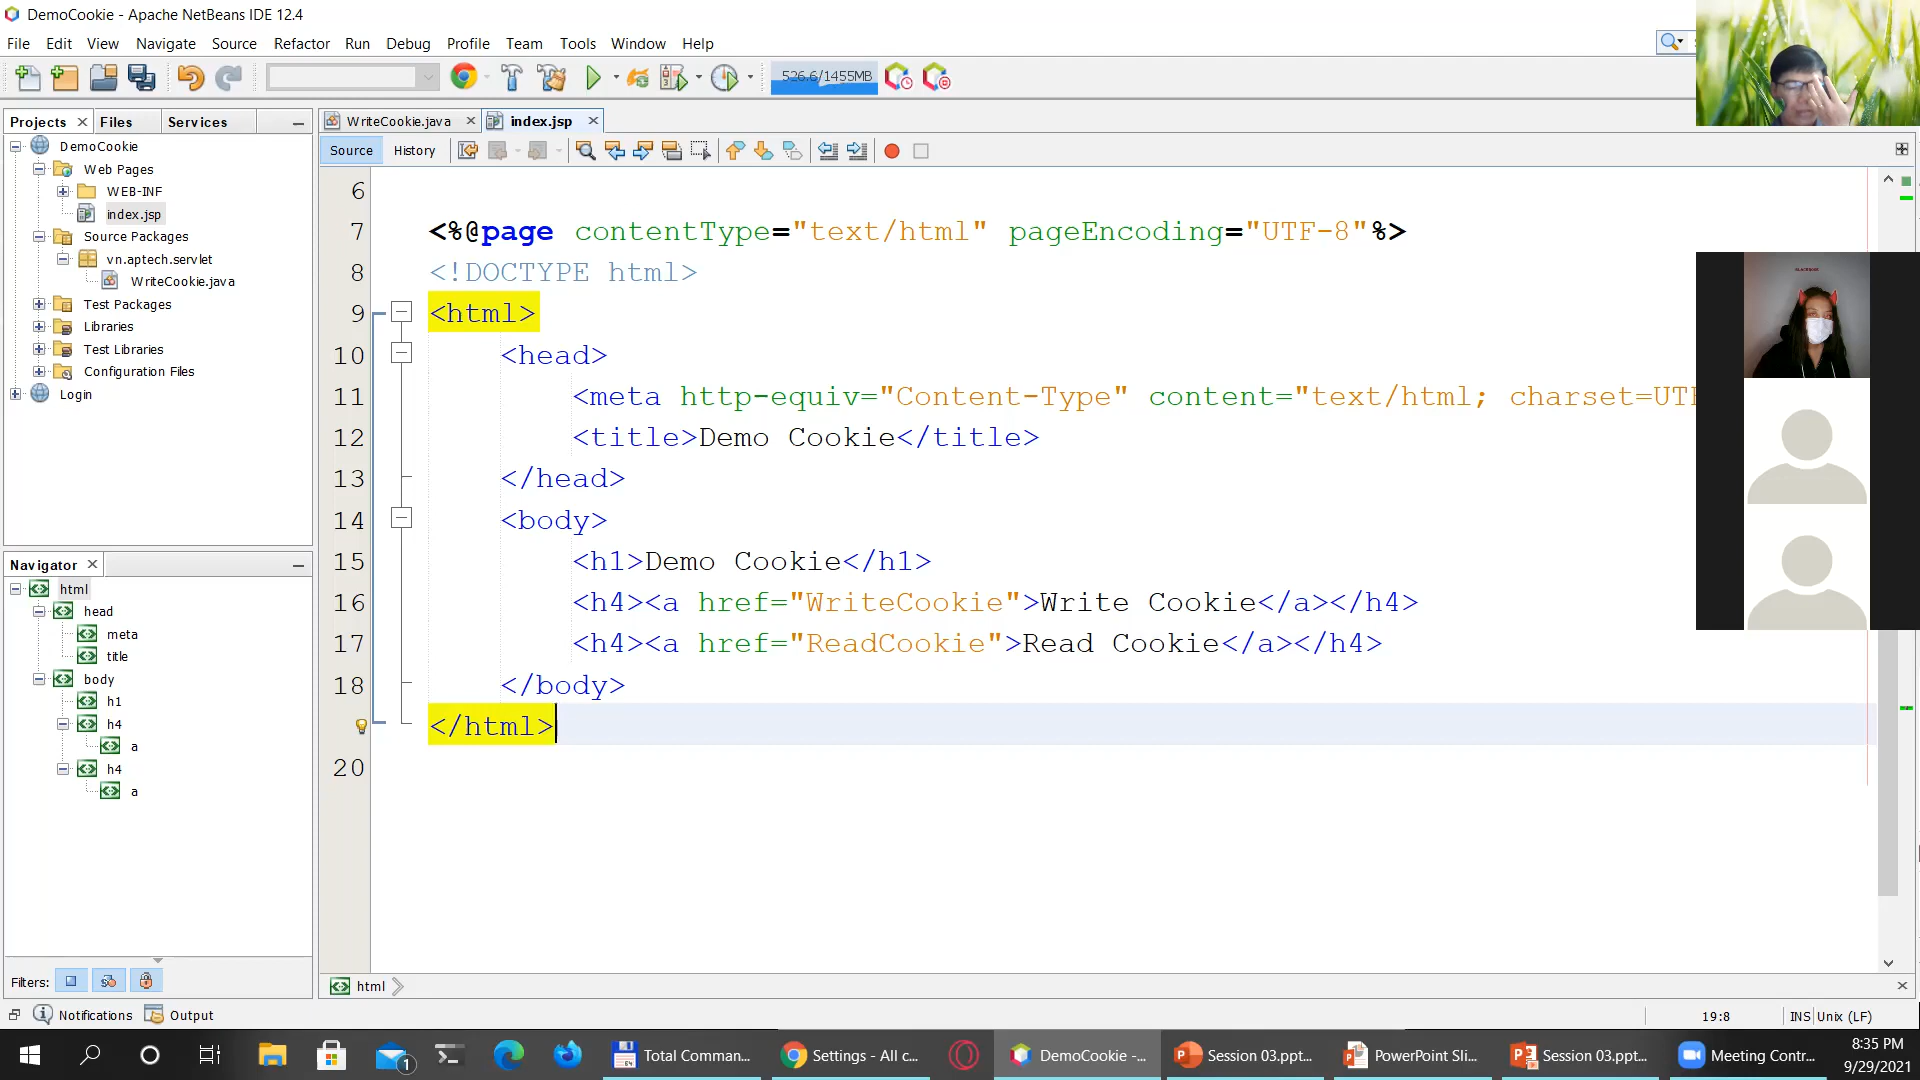 DemoCookie - Apache NetBeans IDE 12.4
File Edit View Navigate Source Refactor Run Debug Profile Team Tools Window Help
526.6/1455MB
Projects Files Services
WriteCookie.java index.jsp
Source History
DemoCookie
Web Pages
WEB-INF
index.jsp
Source Packages
vn.aptech.servlet
WriteCookie.java
Test Packages
Libraries
Test Libraries
Configuration Files
Login
6
7 <%@page contentType="text/html" pageEncoding="UTF-8"%>
8 <!DOCTYPE html>
9 <html>
10 <head>
11 <meta http-equiv="Content-Type" content="text/html; charset=UT
12 <title>Demo Cookie</title>
13 </head>
14 <body>
15 <h1>Demo Cookie</h1>
16 <h4><a href="WriteCookie">Write Cookie</a></h4>
17 <h4><a href="ReadCookie">Read Cookie</a></h4>
18 </body>
</html>
20
Navigator
html
head
meta
title
body
h1
h4
a
h4
a
Filters:
html
Notifications Output
19:8 INS Unix (LF)
1
Total Comman...
Settings - All c...
DemoCookie -...
Session 03.ppt...
PowerPoint Sli...
Session 03.ppt...
Meeting Contr...
8:35 PM
9/29/2021